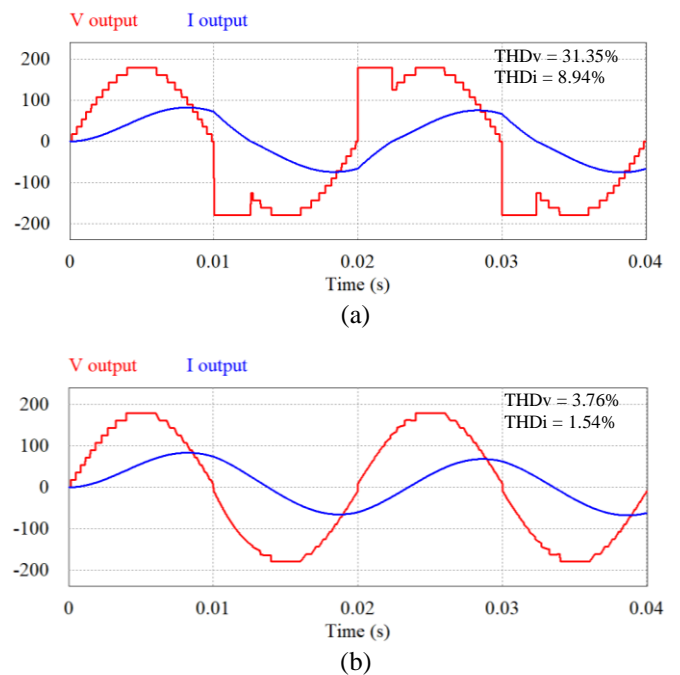 V output I output
THDv = 31.35%
THDi = 8.94%
200
100
0
-100
-200
0 0.01 0.02 0.03 0.04
Time (s)
(a)
V output I output
THDv = 3.76%
THDi = 1.54%
200
100
0
-100
-200
0 0.01 0.02 0.03 0.04
Time (s)
(b)